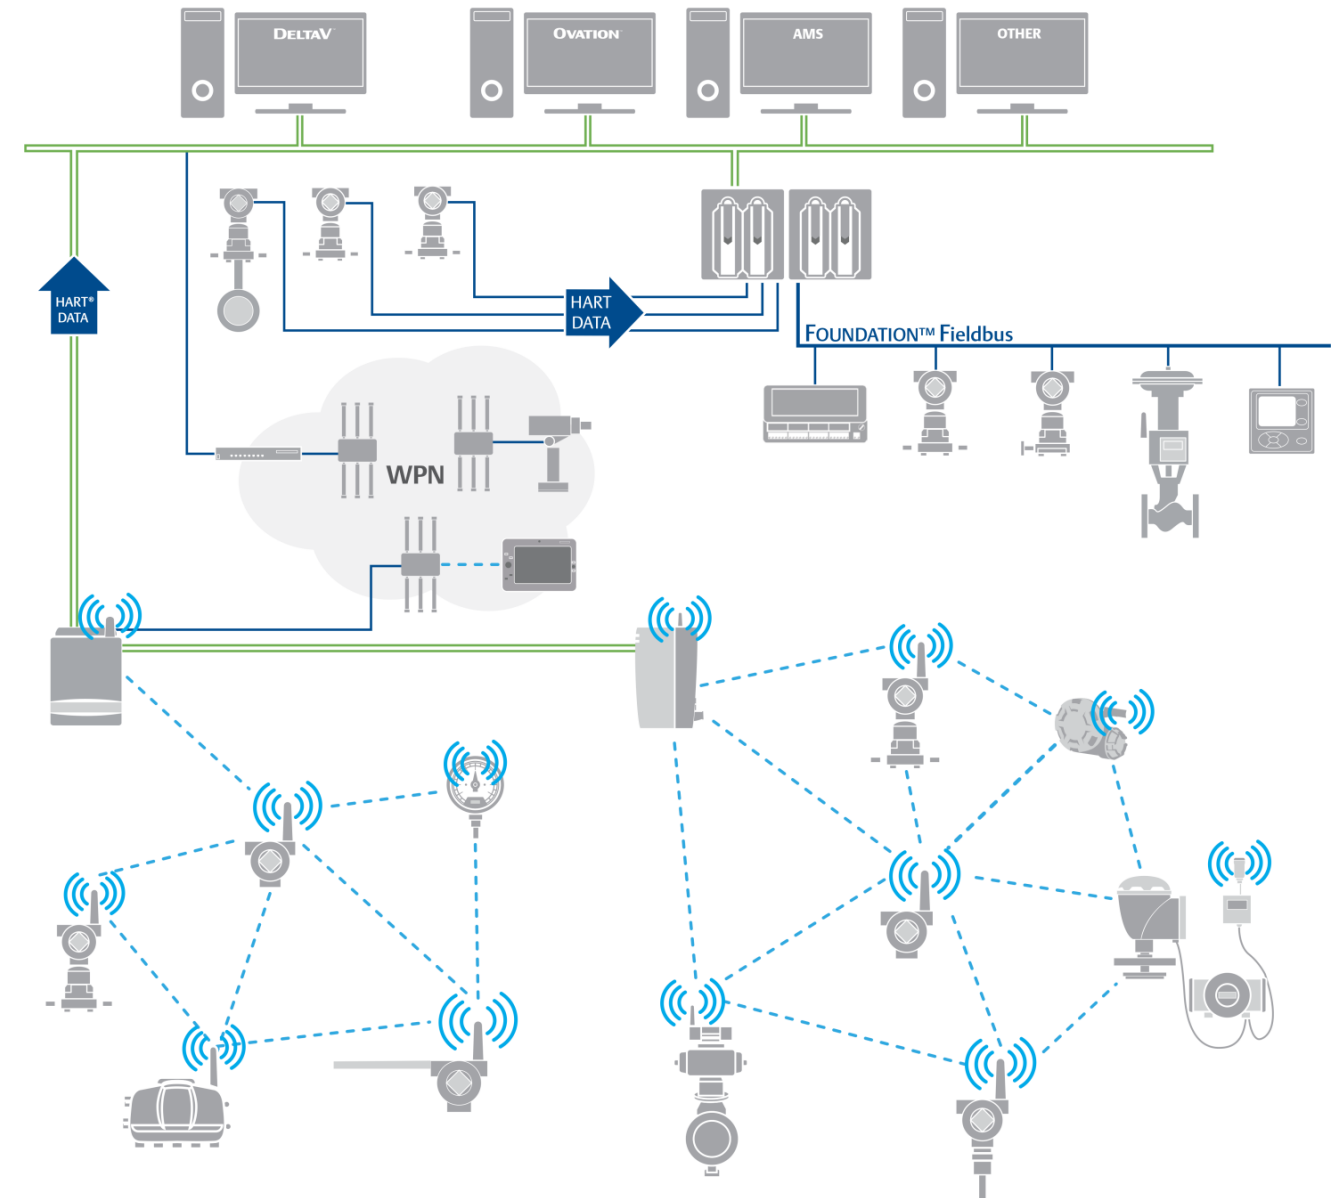 DELTAV
OVATION
AMS
OTHER
HART®
DATA
HART
DATA
FOUNDATION™ Fieldbus
WPN